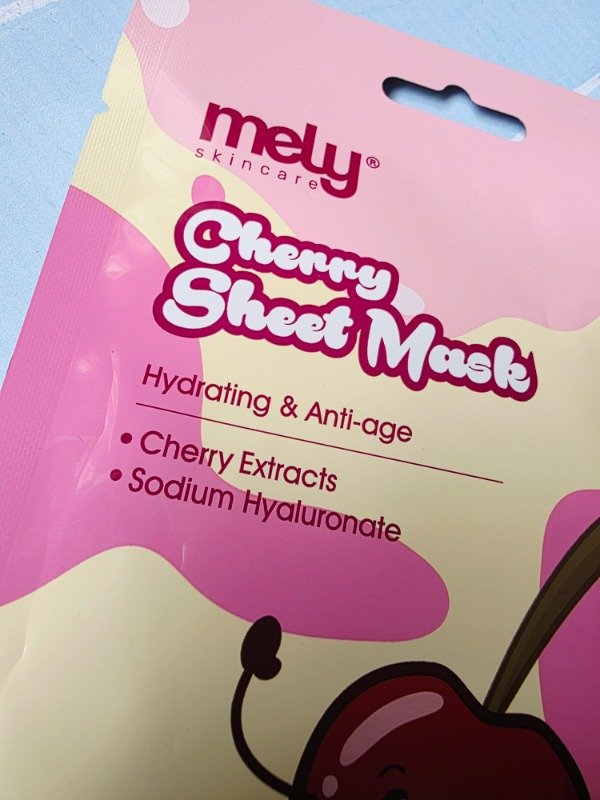 mely®
skincare
Cherry
Sheet Mask
Hydrating & Anti-age
• Cherry Extracts
• Sodium Hyaluronate